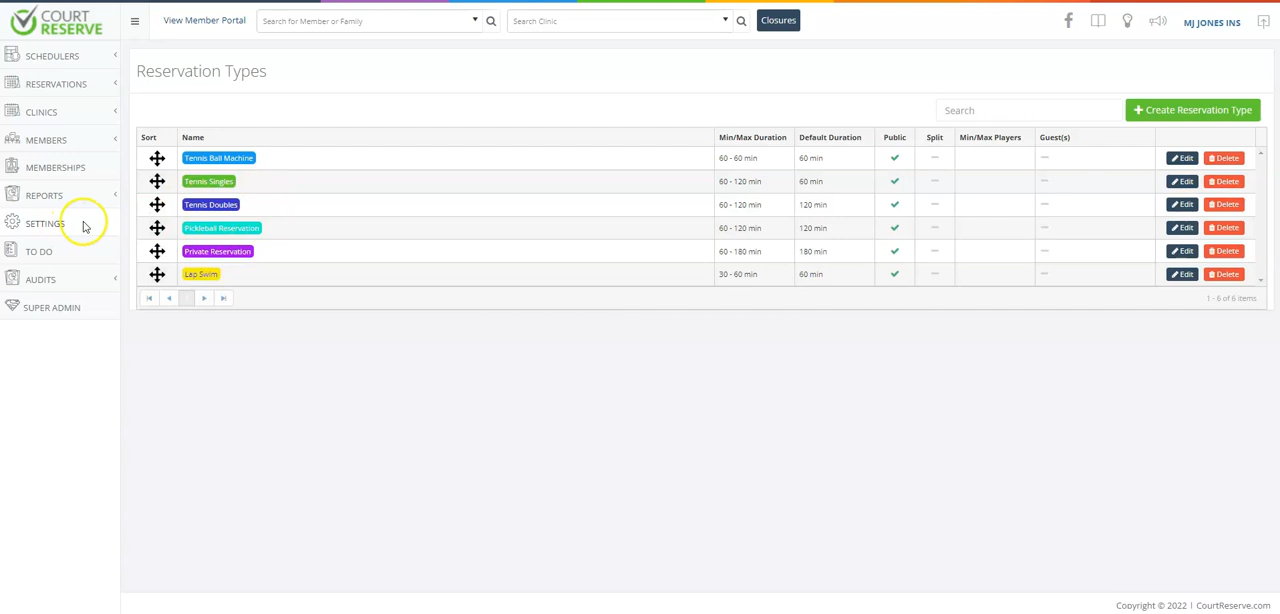 COURT
RESERVE
View Member Portal
Search for Member or Family
Search Clinic
Closures
MJ JONES INS
SCHEDULERS
RESERVATIONS
CLINICS
MEMBERS
MEMBERSHIPS
REPORTS
SETTINGS
TO DO
AUDITS
SUPER ADMIN
Reservation Types
Search
Create Reservation Type
Sort Name Min/Max Duration Default Duration Public Split Min/Max Players Guest(s)
Tennis Ball Machine 60 - 60 min 60 min Edit Delete
Tennis Singles 60 - 120 min 60 min Edit Delete
Tennis Doubles 60 - 120 min 120 min Edit Delete
Pickleball Reservation 60 - 120 min 120 min Edit Delete
Private Reservation 60 - 180 min 180 min Edit Delete
Lap Swim 30 - 60 min 60 min Edit Delete
1 - 6 of 6 items
Copyright © 2022 | CourtReserve.com